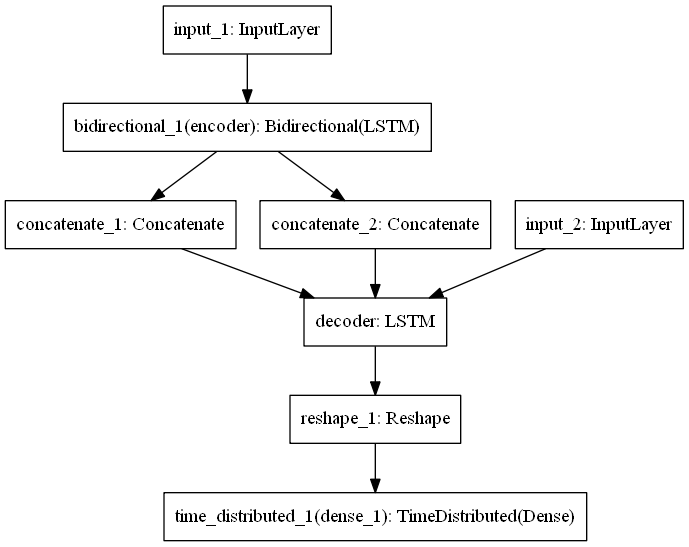 input_1: InputLayer
bidirectional_1(encoder): Bidirectional(LSTM)
concatenate_1: Concatenate
concatenate_2: Concatenate
input_2: InputLayer
decoder: LSTM
reshape_1: Reshape
time_distributed_1(dense_1): TimeDistributed(Dense)